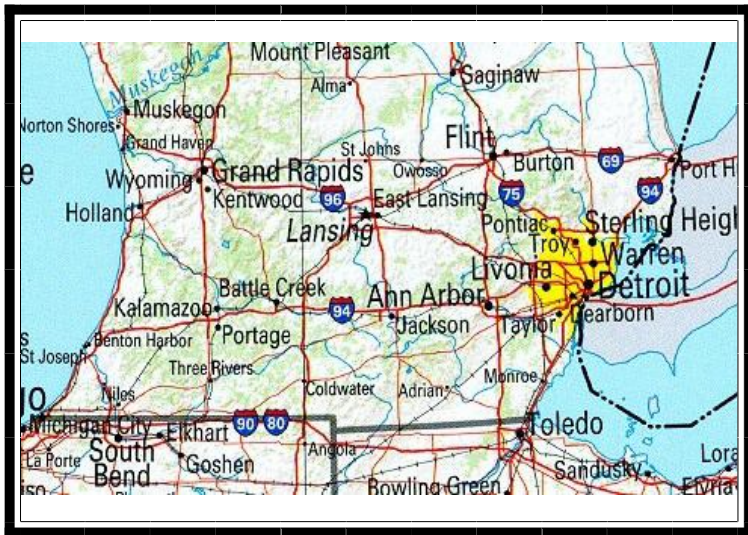 Mount Pleasant
Muskegon
Alma
Saginaw
Muskegon
Norton Shores
Flint
Grand Haven
St Johns
Owosso
Burton
69
Grand Rapids
Wyoming
Kentwood
96
East Lansing
75
94
Port H
e
Holland
Lansing
Pontiac
Sterling Heigh
Troy
Warren
Livonia
Detroit
Battle Creek
Ann Arbor
Kalamazoo
94
Jackson
Taylor
Dearborn
Portage
Benton Harbor
s
St Joseph
Three Rivers
Monroe
Niles
Coldwater
Adrian
Michigan City
Elkhart
90
80
Toledo
South
Bend
Angola
La Porte
Goshen
Sandusky
Lora
Bowling Green
Elyria